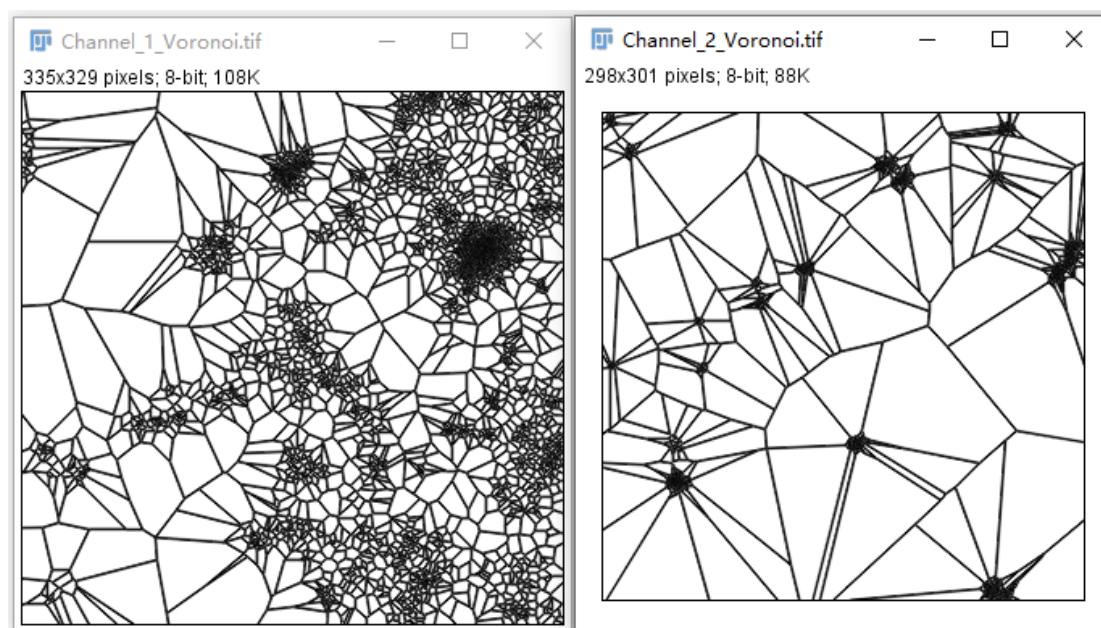 Channel_1_Voronoi.tif
335x329 pixels; 8-bit; 108K
Channel_2_Voronoi.tif
298x301 pixels; 8-bit; 88K